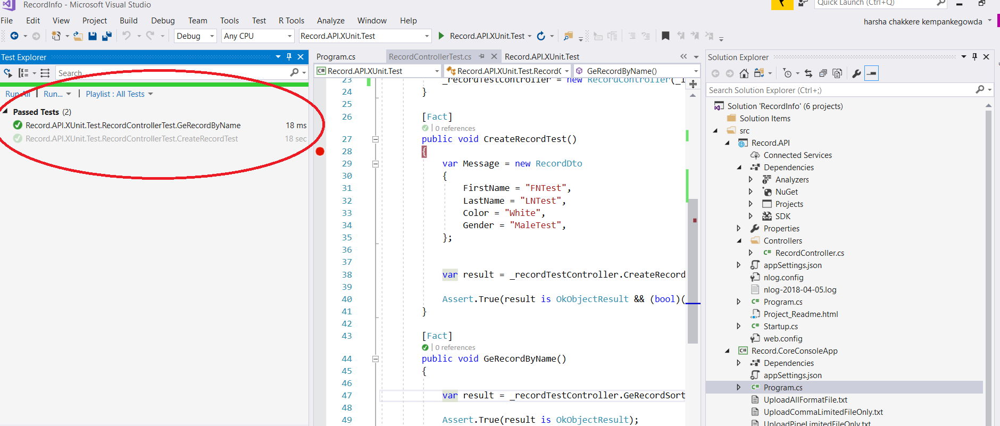 RecordInfo - Microsoft Visual Studio
Quick Launch (Ctrl+Q)
File Edit View Project Build Debug Team Tools Test R Tools Analyze Window Help
harsha chakkere kempankegowda
Debug Any CPU Record.API.XUnit.Test Record.API.XUnit.Test
Test Explorer
Search
Run All | Run... | Playlist : All Tests
Passed Tests (2)
Record.API.XUnit.Test.RecordControllerTest.GeRecordByName 18 ms
Record.API.XUnit.Test.RecordControllerTest.CreateRecordTest 18 sec
Program.cs RecordControllerTest.cs Record.API.XUnit.Test
Record.API.XUnit.Test Record.API.XUnit.Test.RecordC GeRecordByName()
23 _recordTestController = new RecordController(_
24 }
25
26 [Fact]
0 references
27 public void CreateRecordTest()
28 {
29 var Message = new RecordDto
30 {
31 FirstName = "FNTest",
32 LastName = "LNTest",
33 Color = "White",
34 Gender = "MaleTest",
35 };
36
37
38 var result = _recordTestController.CreateRecord
39
40 Assert.True(result is OkObjectResult && (bool)(
41 }
42
43 [Fact]
0 references
44 public void GeRecordByName()
45 {
46
47 var result = _recordTestController.GeRecordSort
48
49 Assert.True(result is OkObjectResult);
Solution Explorer
Search Solution Explorer (Ctrl+;)
Solution 'RecordInfo' (6 projects)
Solution Items
src
Record.API
Connected Services
Dependencies
Analyzers
NuGet
Projects
SDK
Properties
Controllers
C# RecordController.cs
appSettings.json
nlog.config
nlog-2018-04-05.log
C# Program.cs
Project_Readme.html
C# Startup.cs
web.config
C# Record.CoreConsoleApp
Dependencies
appSettings.json
C# Program.cs
UploadAllFormatFile.txt
UploadCommaLimitedFileOnly.txt
UploadPipeLimitedFileOnly.txt